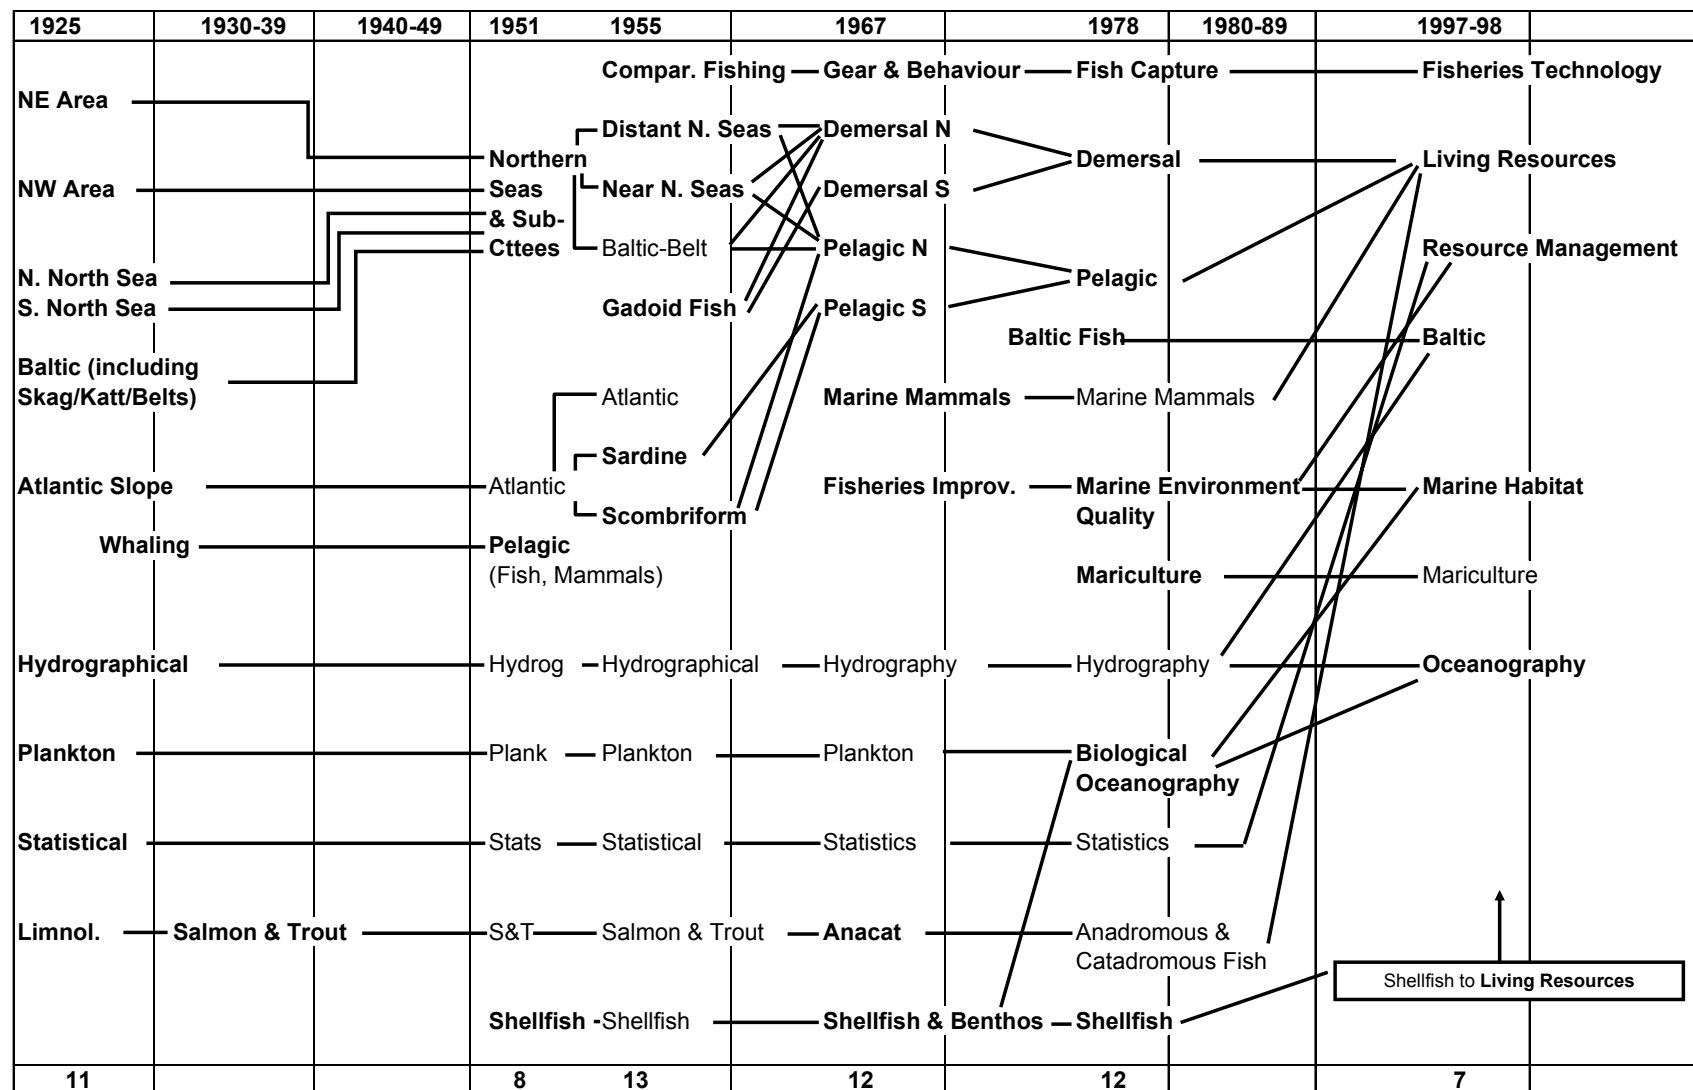 1925 1930-39 1940-49 1951 1955 1967 1978 1980-89 1997-98
Compar. Fishing Gear & Behaviour Fish Capture Fisheries Technology
NE Area
Distant N. Seas Demersal N
Northern Demersal Living Resources
NW Area Seas Near N. Seas Demersal S
& Sub-
Cttees Baltic-Belt Pelagic N Resource Management
N. North Sea Pelagic
S. North Sea Gadoid Fish Pelagic S
Baltic Fish Baltic
Baltic (including
Skag/Katt/Belts) Atlantic Marine Mammals Marine Mammals
Sardine
Atlantic Slope Atlantic Fisheries Improv. Marine Environment Marine Habitat
Scombriform Quality
Whaling Pelagic
(Fish, Mammals) Mariculture Mariculture
Hydrographical Hydrog Hydrographical Hydrography Hydrography Oceanography
Plankton Plank Plankton Plankton Biological
Oceanography
Statistical Stats Statistical Statistics Statistics
Limnol. Salmon & Trout S&T Salmon & Trout Anacat Anadromous &
Catadromous Fish
Shellfish to Living Resources
Shellfish - Shellfish Shellfish & Benthos Shellfish
11 8 13 12 12 7